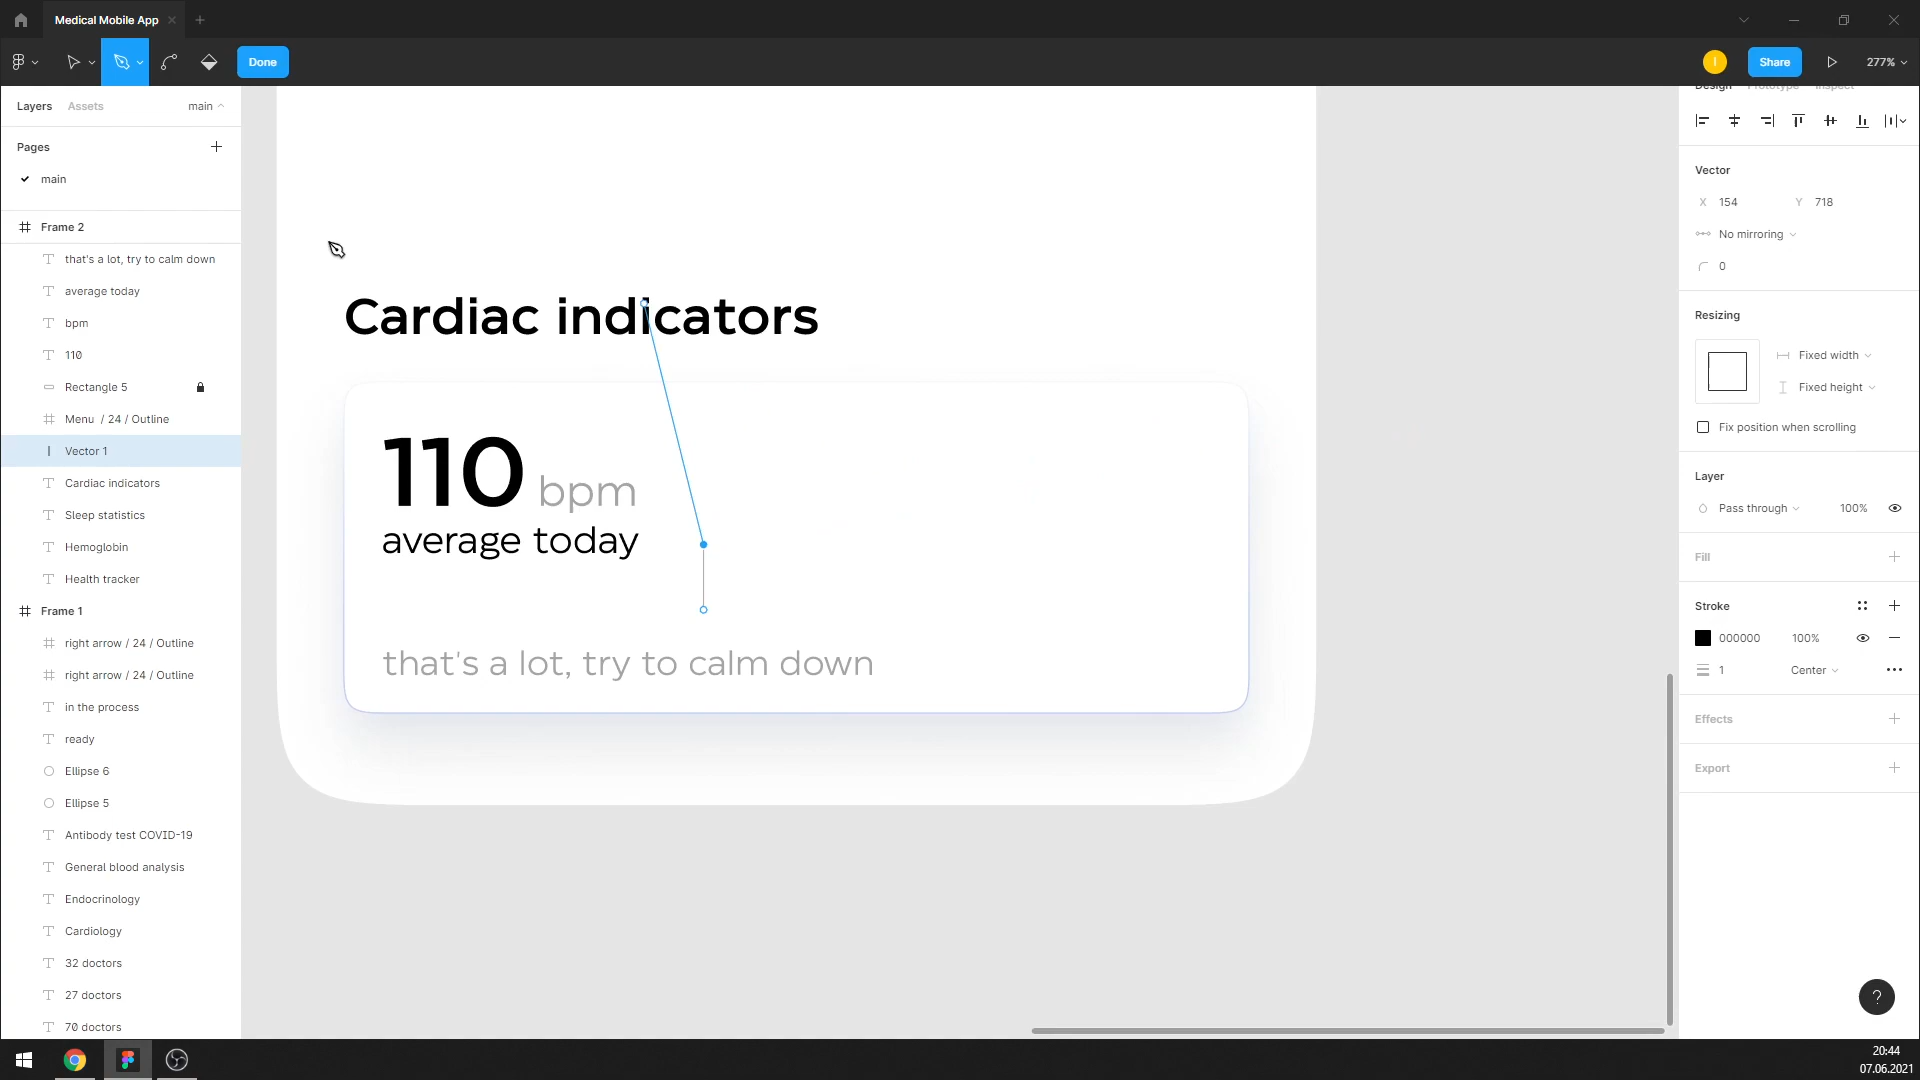 Medical Mobile App
Done
I
Share
277%
Layers
Assets
main
Design
Prototype
Inspect
Pages
main
Frame 2
that's a lot, try to calm down
average today
bpm
110
Rectangle 5
Menu / 24 / Outline
Vector 1
Cardiac indicators
Sleep statistics
Hemoglobin
Health tracker
Frame 1
right arrow / 24 / Outline
right arrow / 24 / Outline
in the process
ready
Ellipse 6
Ellipse 5
Antibody test COVID-19
General blood analysis
Endocrinology
Cardiology
32 doctors
27 doctors
70 doctors
Cardiac indicators
110 bpm
average today
that's a lot, try to calm down
Vector
X 154 Y 718
No mirroring
0
Resizing
Fixed width
Fixed height
Fix position when scrolling
Layer
Pass through 100%
Fill
Stroke
000000 100%
1 Center
Effects
Export
?
20:44
07.06.2021